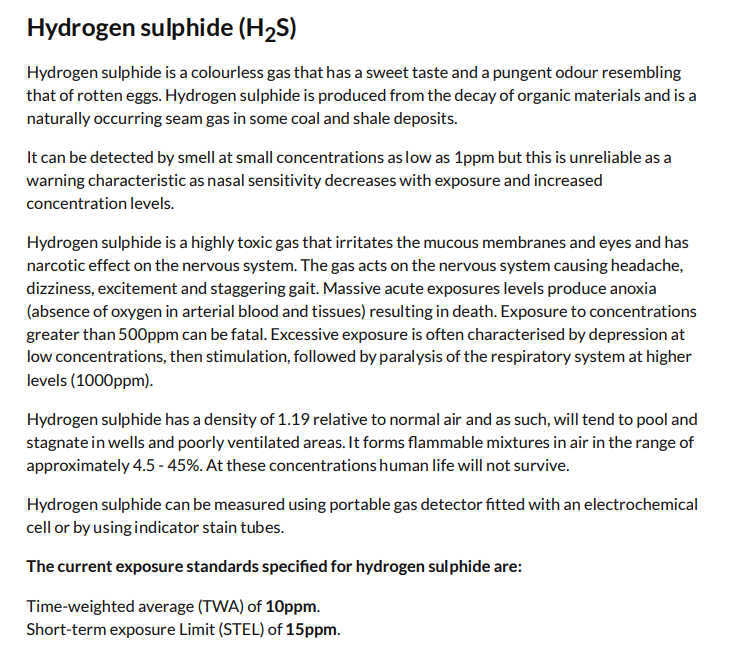 Hydrogen sulphide (H₂S)
Hydrogen sulphide is a colourless gas that has a sweet taste and a pungent odour resembling
that of rotten eggs. Hydrogen sulphide is produced from the decay of organic materials and is a
naturally occurring seam gas in some coal and shale deposits.
It can be detected by smell at small concentrations as low as 1ppm but this is unreliable as a
warning characteristic as nasal sensitivity decreases with exposure and increased
concentration levels.
Hydrogen sulphide is a highly toxic gas that irritates the mucous membranes and eyes and has
narcotic effect on the nervous system. The gas acts on the nervous system causing headache,
dizziness, excitement and staggering gait. Massive acute exposures levels produce anoxia
(absence of oxygen in arterial blood and tissues) resulting in death. Exposure to concentrations
greater than 500ppm can be fatal. Excessive exposure is often characterised by depression at
low concentrations, then stimulation, followed by paralysis of the respiratory system at higher
levels (1000ppm).
Hydrogen sulphide has a density of 1.19 relative to normal air and as such, will tend to pool and
stagnate in wells and poorly ventilated areas. It forms flammable mixtures in air in the range of
approximately 4.5 - 45%. At these concentrations human life will not survive.
Hydrogen sulphide can be measured using portable gas detector fitted with an electrochemical
cell or by using indicator stain tubes.
The current exposure standards specified for hydrogen sulphide are:
Time-weighted average (TWA) of 10ppm.
Short-term exposure Limit (STEL) of 15ppm.